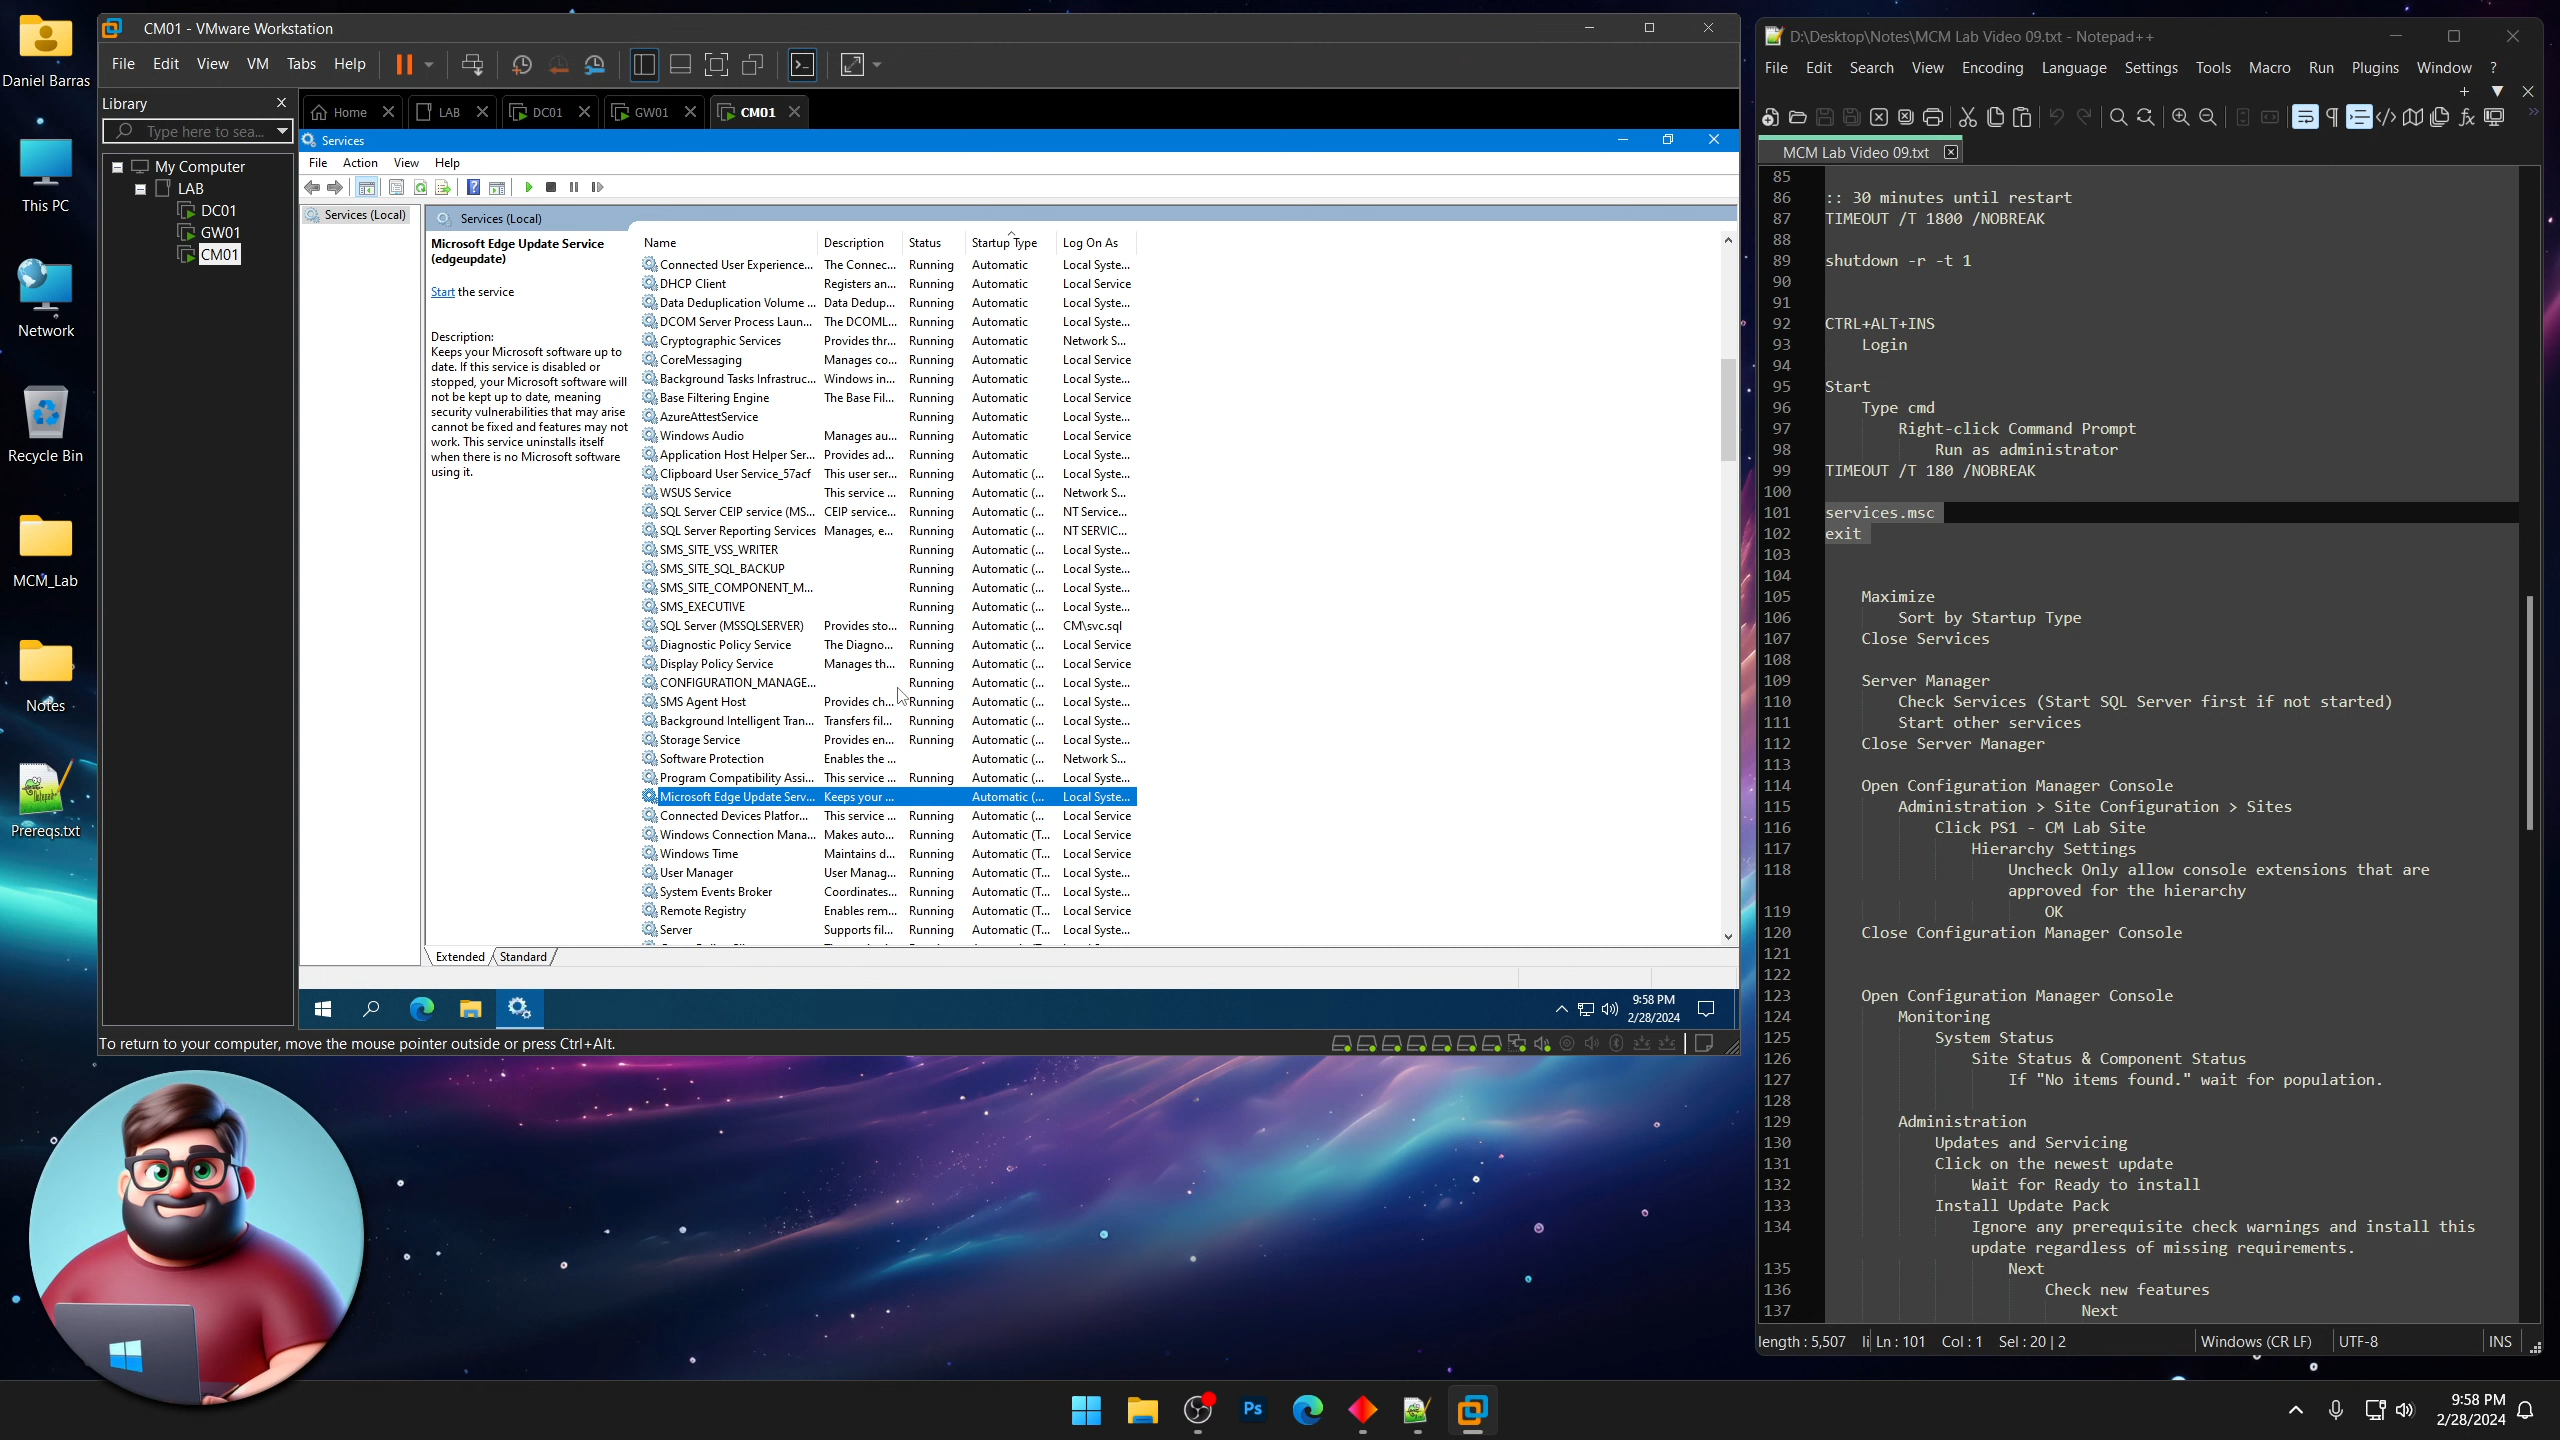 Daniel Barras
This PC
Network
Recycle Bin
MCM_Lab
Notes
Prereqs.txt
CM01 - VMware Workstation
File Edit View VM Tabs Help
Library
Type here to sea...
My Computer
LAB
DC01
GW01
CM01
Home LAB DC01 GW01 CM01
Services
File Action View Help
Services (Local)
Services (Local)
Microsoft Edge Update Service
(edgeupdate)
Start the service
Description:
Keeps your Microsoft software up to
date. If this service is disabled or
stopped, your Microsoft software will
not be kept up to date, meaning
security vulnerabilities that may arise
cannot be fixed and features may not
work. This service uninstalls itself
when there is no Microsoft software
using it.
Name Description Status Startup Type Log On As
Connected User Experience... The Connec... Running Automatic Local Syste...
DHCP Client Registers an... Running Automatic Local Service
Data Deduplication Volume ... Data Dedup... Running Automatic Local Syste...
DCOM Server Process Laun... The DCOML... Running Automatic Local Syste...
Cryptographic Services Provides thr... Running Automatic Network S...
CoreMessaging Manages co... Running Automatic Local Service
Background Tasks Infrastruc... Windows in... Running Automatic Local Syste...
Base Filtering Engine The Base Fil... Running Automatic Local Service
AzureAttestService Running Automatic Local Syste...
Windows Audio Manages au... Running Automatic Local Service
Application Host Helper Ser... Provides ad... Running Automatic Local Syste...
Clipboard User Service_57acf This user ser... Running Automatic (... Local Syste...
WSUS Service This service ... Running Automatic (... Network S...
SQL Server CEIP service (MS... CEIP service... Running Automatic (... NT Service...
SQL Server Reporting Services Manages, e... Running Automatic (... NT SERVIC...
SMS_SITE_VSS_WRITER Running Automatic (... Local Syste...
SMS_SITE_SQL_BACKUP Running Automatic (... Local Syste...
SMS_SITE_COMPONENT_M... Running Automatic (... Local Syste...
SMS_EXECUTIVE Running Automatic (... Local Syste...
SQL Server (MSSQLSERVER) Provides sto... Running Automatic (... CM\svc.sql
Diagnostic Policy Service The Diagno... Running Automatic (... Local Service
Display Policy Service Manages th... Running Automatic (... Local Service
CONFIGURATION_MANAGE... Running Automatic (... Local Syste...
SMS Agent Host Provides ch... Running Automatic (... Local Syste...
Background Intelligent Tran... Transfers fil... Running Automatic (... Local Syste...
Storage Service Provides en... Running Automatic (... Local Syste...
Software Protection Enables the ... Automatic (... Network S...
Program Compatibility Assi... This service ... Running Automatic (... Local Syste...
Microsoft Edge Update Serv... Keeps your ... Automatic (... Local Syste...
Connected Devices Platfor... This service ... Running Automatic (... Local Service
Windows Connection Mana... Makes auto... Running Automatic (T... Local Service
Windows Time Maintains d... Running Automatic (T... Local Service
User Manager User Manag... Running Automatic (T... Local Syste...
System Events Broker Coordinates... Running Automatic (T... Local Syste...
Remote Registry Enables rem... Running Automatic (T... Local Service
Server Supports fil... Running Automatic (T... Local Syste...
Extended Standard
9:58 PM
2/28/2024
To return to your computer, move the mouse pointer outside or press Ctrl+Alt.
D:\Desktop\Notes\MCM Lab Video 09.txt - Notepad++
File Edit Search View Encoding Language Settings Tools Macro Run Plugins Window ?
MCM Lab Video 09.txt
85
86 :: 30 minutes until restart
87 TIMEOUT /T 1800 /NOBREAK
88
89 shutdown -r -t 1
90
91
92 CTRL+ALT+INS
93 Login
94
95 Start
96 Type cmd
97 Right-click Command Prompt
98 Run as administrator
99 TIMEOUT /T 180 /NOBREAK
100
101 services.msc
102 exit
103
104
105 Maximize
106 Sort by Startup Type
107 Close Services
108
109 Server Manager
110 Check Services (Start SQL Server first if not started)
111 Start other services
112 Close Server Manager
113
114 Open Configuration Manager Console
115 Administration > Site Configuration > Sites
116 Click PS1 - CM Lab Site
117 Hierarchy Settings
118 Uncheck Only allow console extensions that are
approved for the hierarchy
119 OK
120 Close Configuration Manager Console
121
122
123 Open Configuration Manager Console
124 Monitoring
125 System Status
126 Site Status & Component Status
127 If "No items found." wait for population.
128
129 Administration
130 Updates and Servicing
131 Click on the newest update
132 Wait for Ready to install
133 Install Update Pack
134 Ignore any prerequisite check warnings and install this
update regardless of missing requirements.
135 Next
136 Check new features
137 Next
length : 5,507 li Ln : 101 Col : 1 Sel : 20 | 2 Windows (CR LF) UTF-8 INS
Ps
9:58 PM
2/28/2024